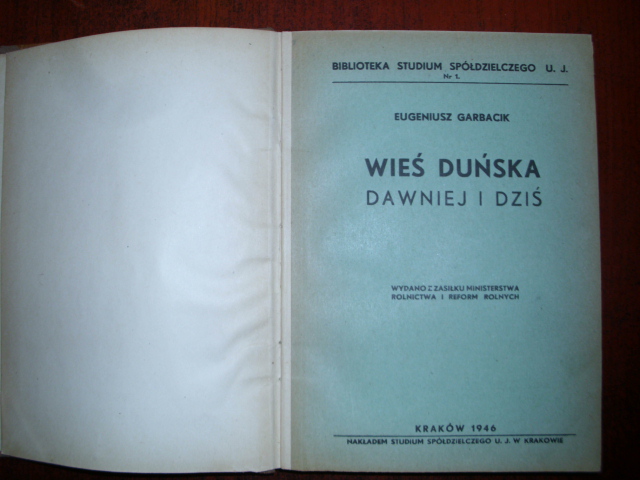 BIBLIOTEKA STUDIUM SPÓŁDZIELCZEGO U. J.
Nr 1.
EUGENIUSZ GARBACIK
WIEŚ DUŃSKA
DAWNIEJ I DZIŚ
WYDANO Z ZASIŁKU MINISTERSTWA
ROLNICTWA I REFORM ROLNYCH
KRAKÓW 1946
NAKŁADEM STUDIUM SPÓŁDZIELCZEGO U. J. W KRAKOWIE